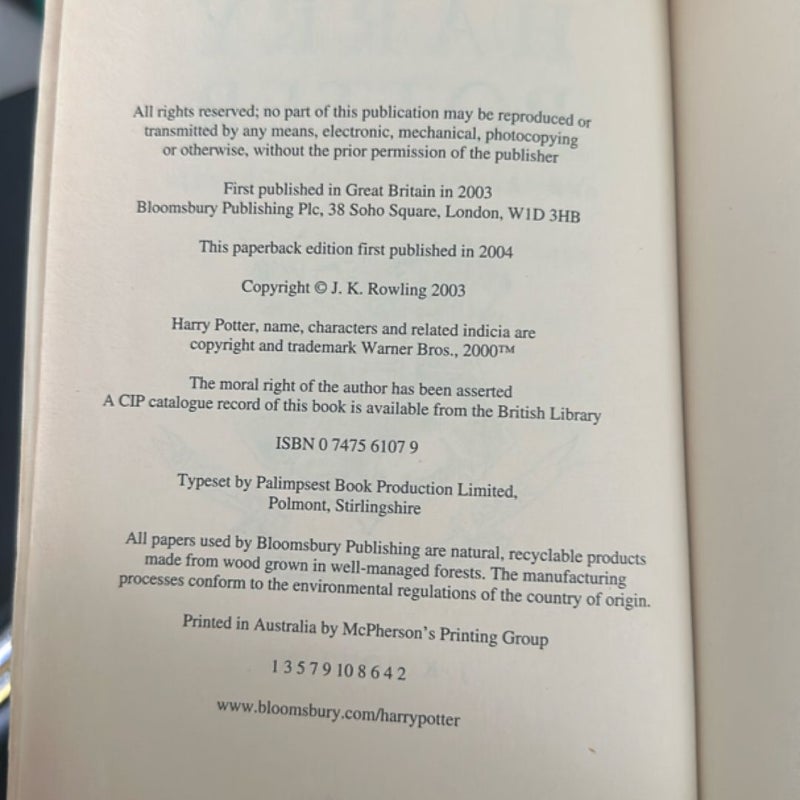 All rights reserved; no part of this publication may be reproduced or
transmitted by any means, electronic, mechanical, photocopying
or otherwise, without the prior permission of the publisher
First published in Great Britain in 2003
Bloomsbury Publishing Plc, 38 Soho Square, London, W1D 3HB
This paperback edition first published in 2004
Copyright © J. K. Rowling 2003
Harry Potter, name, characters and related indicia are
copyright and trademark Warner Bros., 2000™
The moral right of the author has been asserted
A CIP catalogue record of this book is available from the British Library
ISBN 0 7475 6107 9
Typeset by Palimpsest Book Production Limited,
Polmont, Stirlingshire
All papers used by Bloomsbury Publishing are natural, recyclable products
made from wood grown in well-managed forests. The manufacturing
processes conform to the environmental regulations of the country of origin.
Printed in Australia by McPherson's Printing Group
1 3 5 7 9 10 8 6 4 2
www.bloomsbury.com/harrypotter